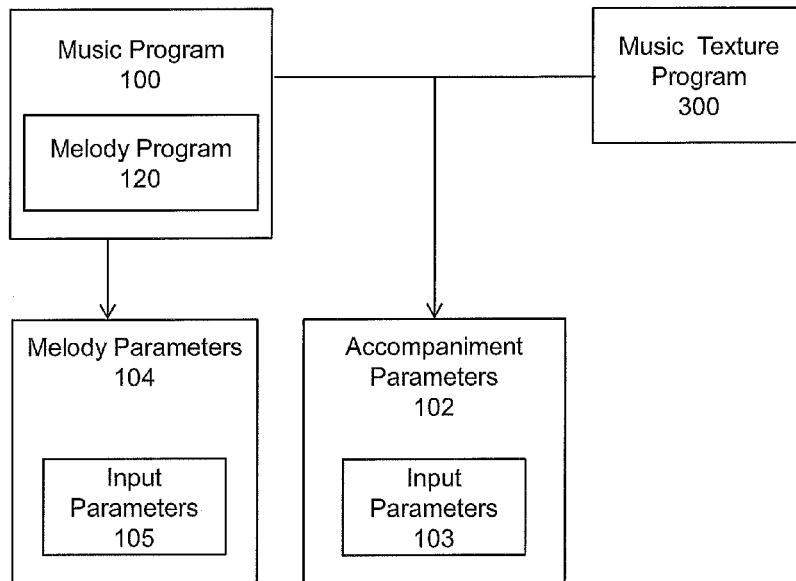 Music Program
100
Melody Program
120
Music Texture
Program
300
Melody Parameters
104
Input
Parameters
105
Accompaniment
Parameters
102
Input
Parameters
103